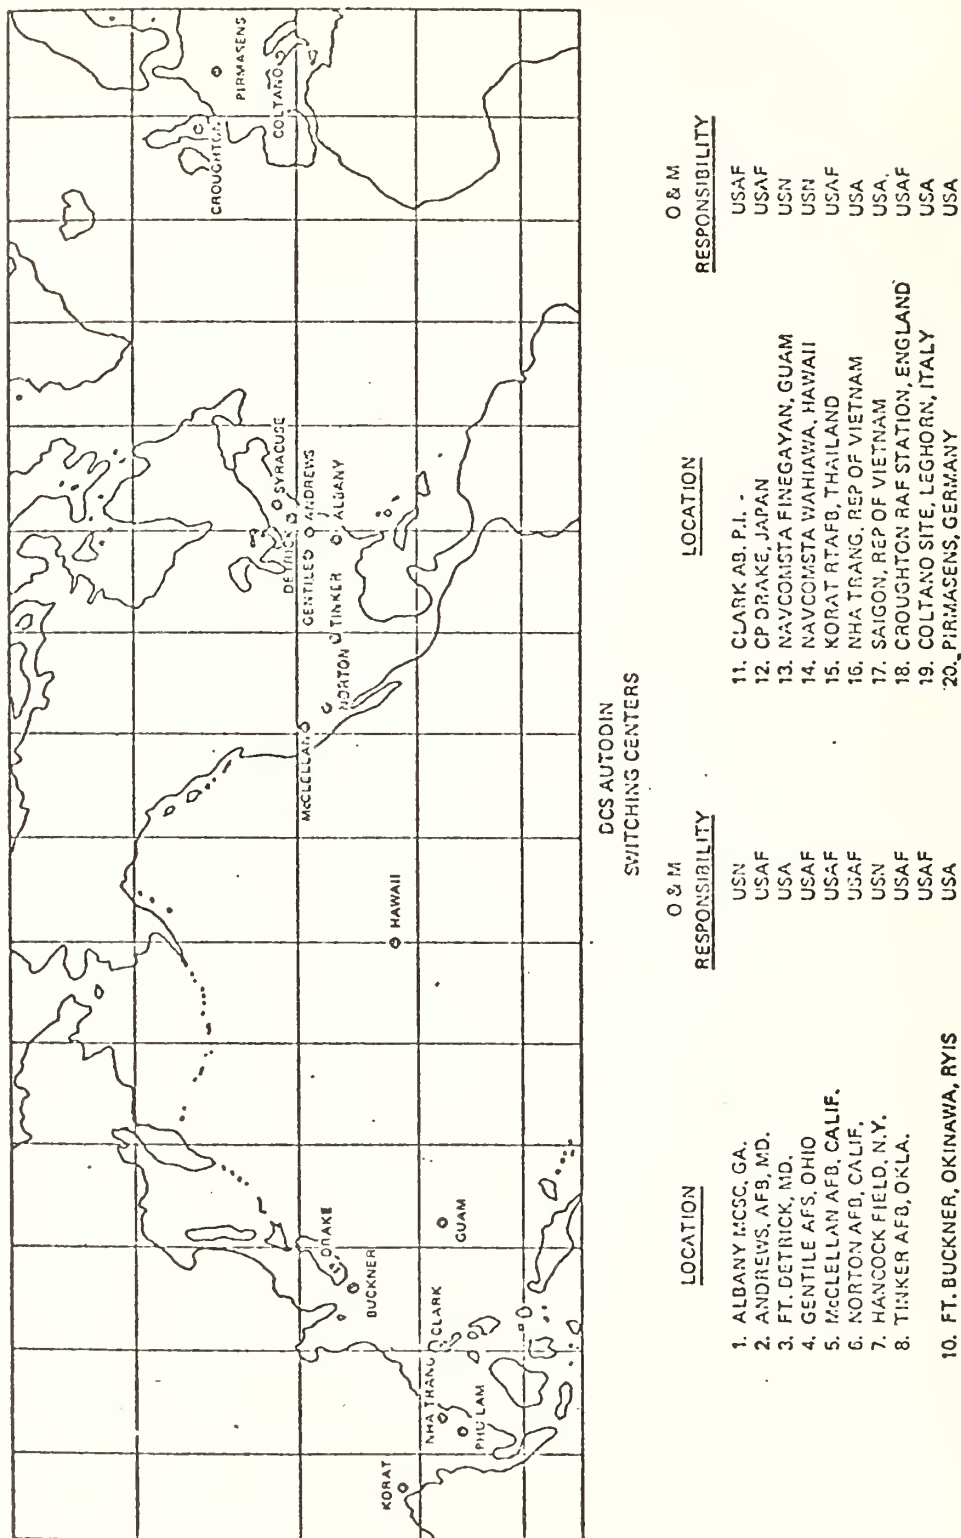 CROUGHTON
PIRMASENS
COLTANO
SYRACUSE
DETRICK
ANDREWS
GENTILE
ALBANY
TINKER
NORTON
McCLELLAN
HAWAII
DRAKE
BUCKNER
GUAM
CLARK
NHA TRANG
PHU LAM
KORAT
DCS AUTODIN
SWITCHING CENTERS
LOCATION O & M RESPONSIBILITY
1. ALBANY MCSC, GA. USN
2. ANDREWS, AFB, MD. USAF
3. FT. DETRICK, MD. USA
4. GENTILE AFS, OHIO USAF
5. McCLELLAN AFB, CALIF. USAF
6. NORTON AFB, CALIF. USAF
7. HANCOCK FIELD, N.Y. USN
8. TINKER AFB, OKLA. USAF
USAF
10. FT. BUCKNER, OKINAWA, RYIS USA
LOCATION O & M RESPONSIBILITY
11. CLARK AB. P.I. - USAF
12. CP DRAKE, JAPAN USAF
13. NAVCOMSTA FINEGAYAN, GUAM USN
14. NAVCOMSTA WAHIAWA, HAWAII USN
15. KORAT RTAFB, THAILAND USAF
16. NHA TRANG, REP OF VIETNAM USA
17. SAIGON, REP OF VIETNAM USA
18. CROUGHTON RAF STATION, ENGLAND USAF
19. COLTANO SITE, LEGHORN, ITALY USA
20. PIRMASENS, GERMANY USA